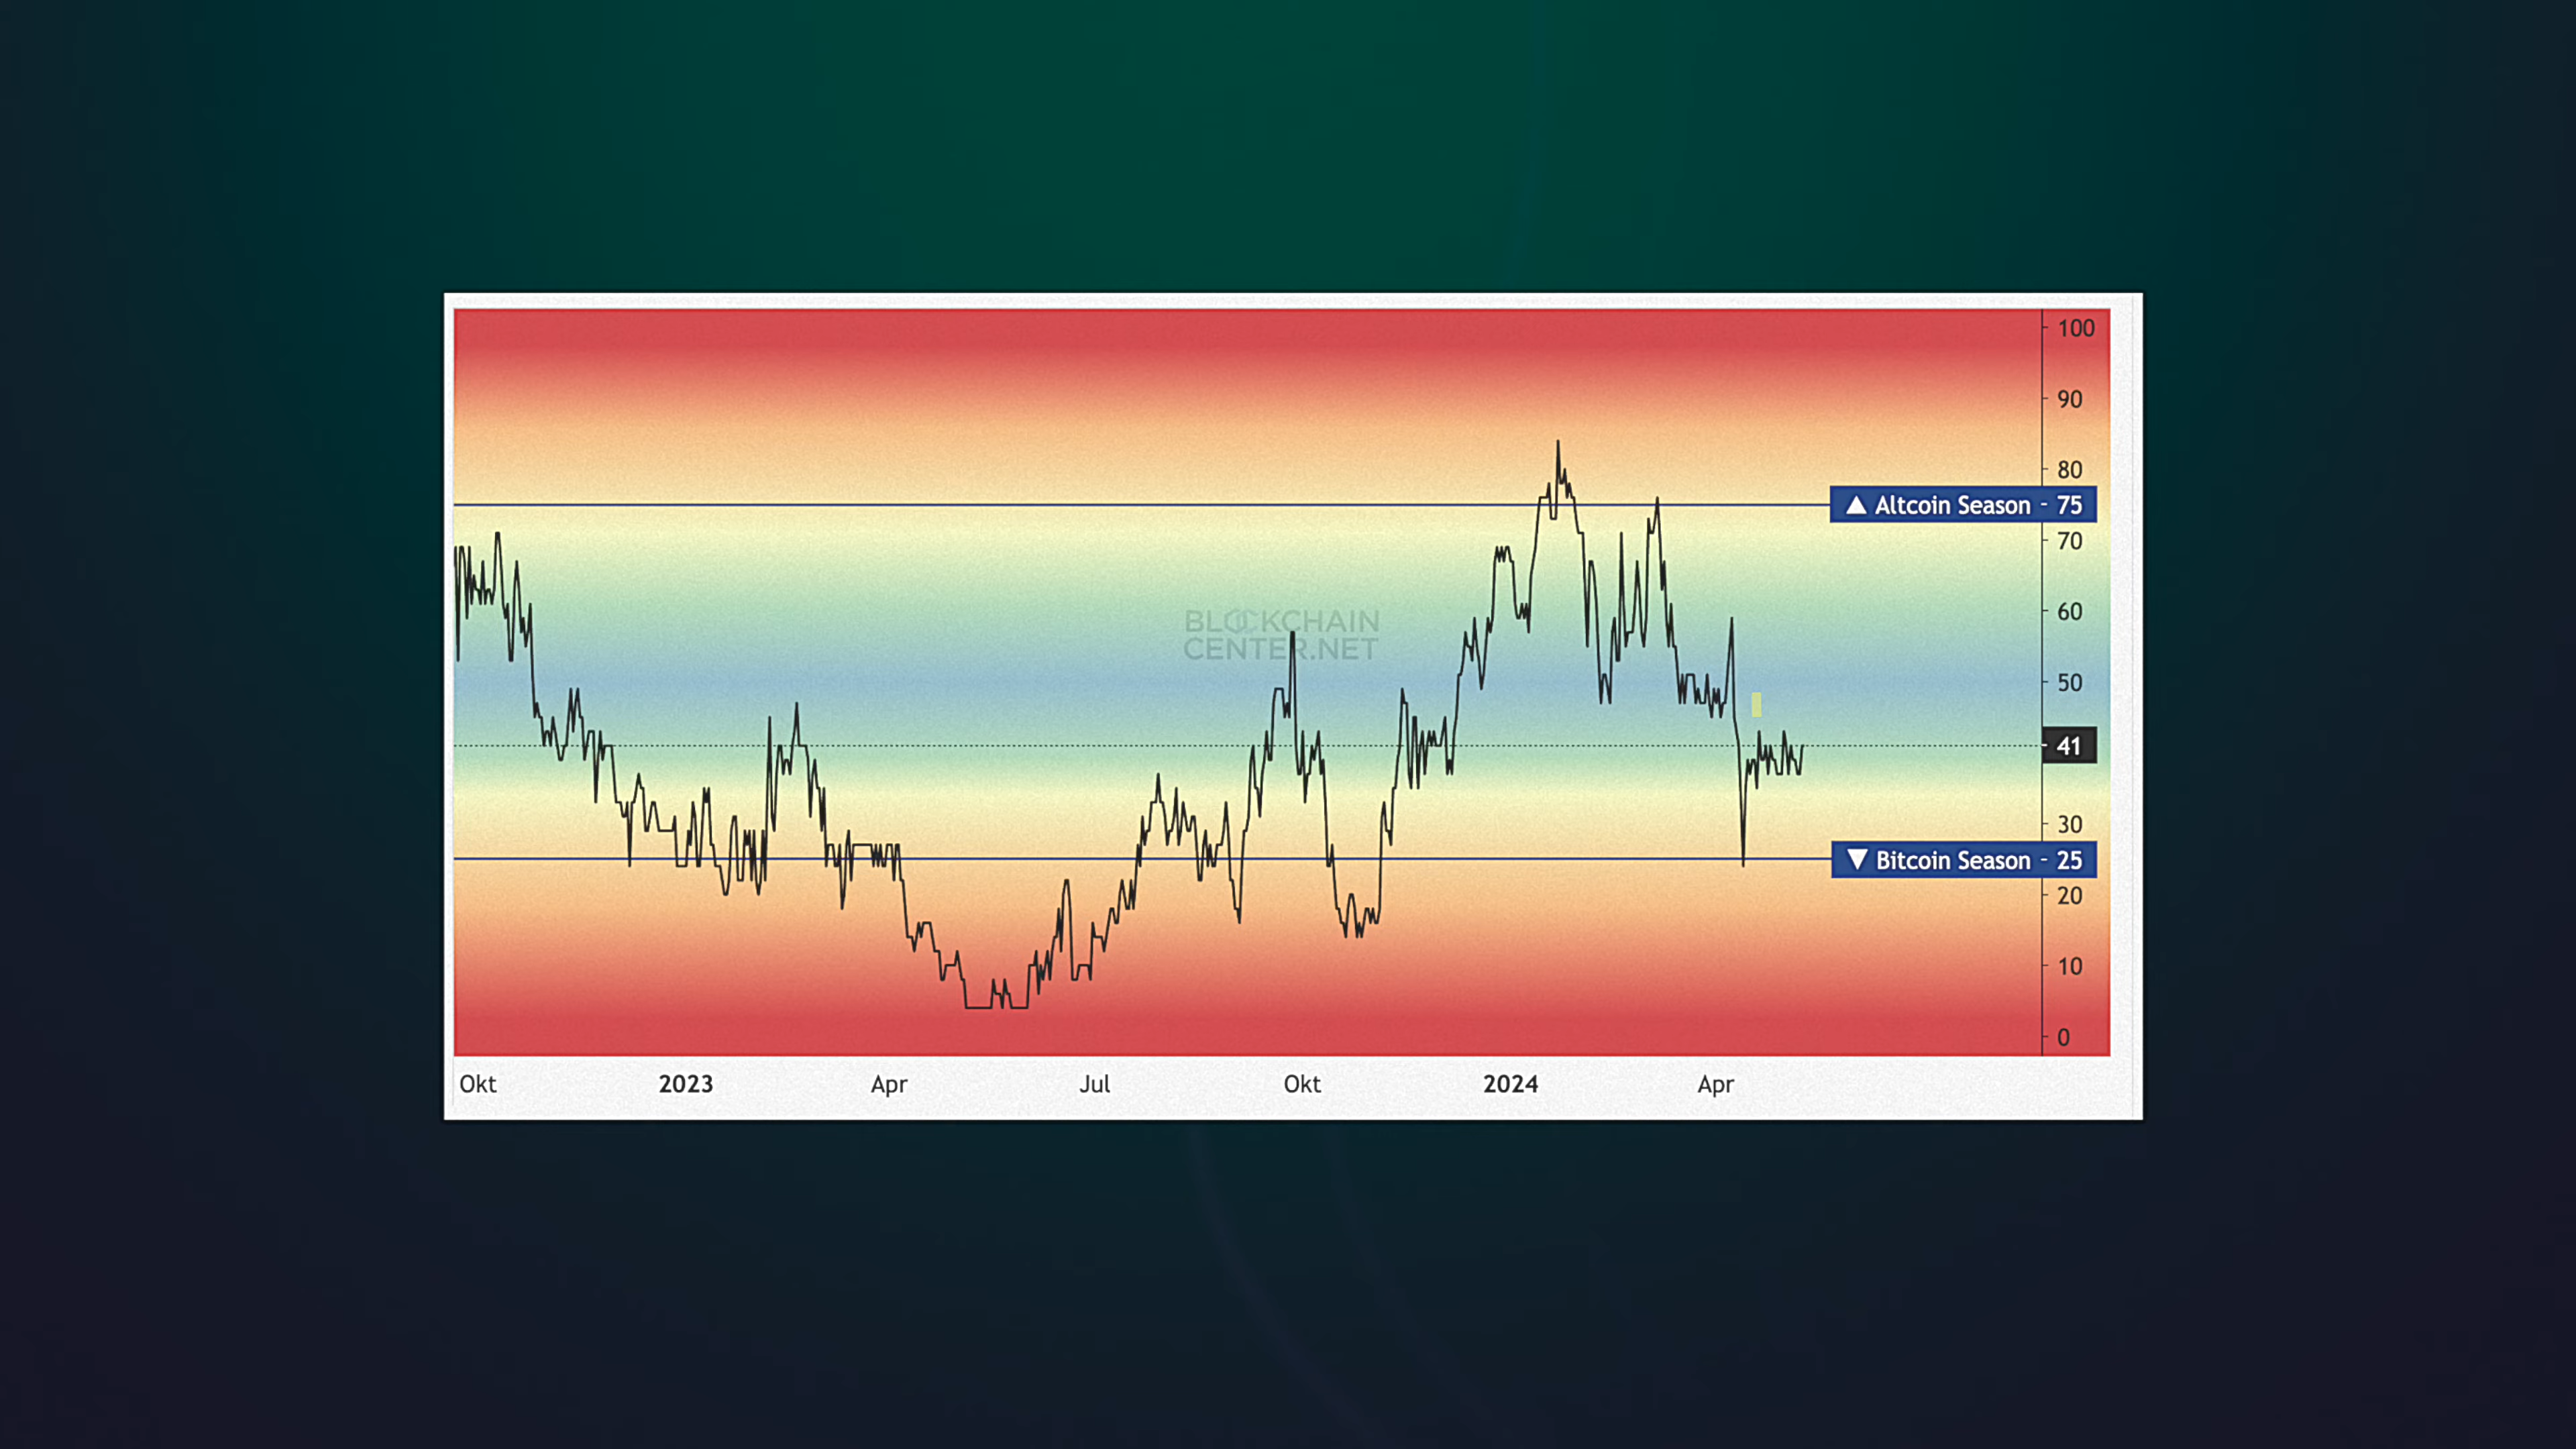 100
90
80
▲ Altcoin Season - 75
70
60
BLOCKCHAIN
CENTER.NET
50
41
30
▼ Bitcoin Season - 25
20
10
0
Okt 2023 Apr Jul Okt 2024 Apr